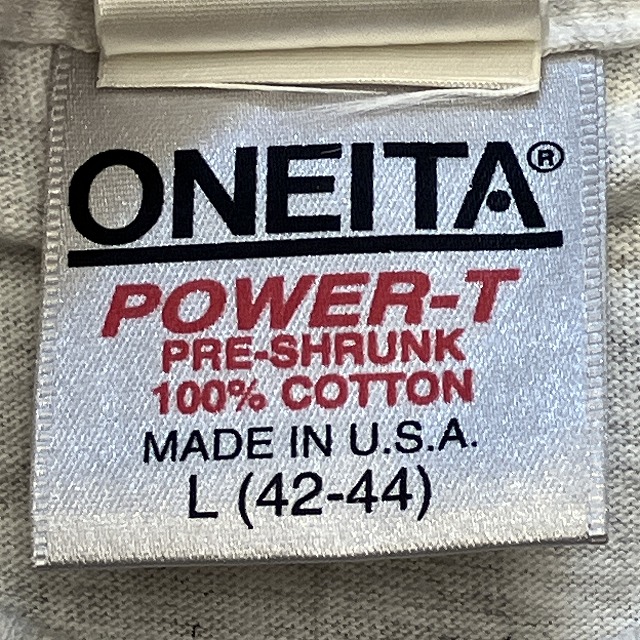 ONEITA®
POWER-T
PRE-SHRUNK
100% COTTON
MADE IN U.S.A.
L (42-44)